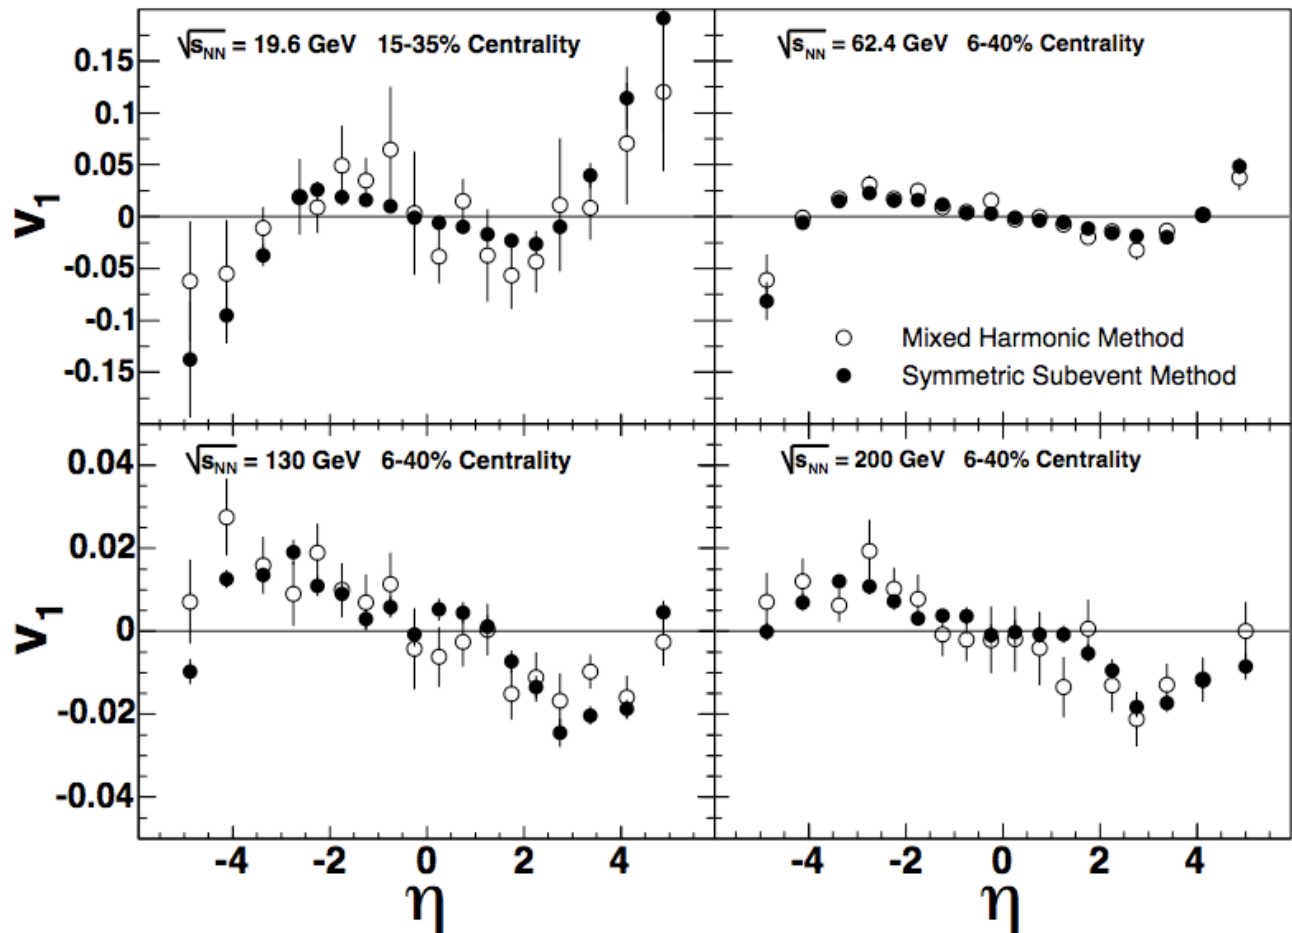 √sNN = 19.6 GeV 15-35% Centrality
√sNN = 62.4 GeV 6-40% Centrality
0.15
0.1
0.05
0
-0.05
-0.1
-0.15
v1
Mixed Harmonic Method
Symmetric Subevent Method
√sNN = 130 GeV 6-40% Centrality
√sNN = 200 GeV 6-40% Centrality
0.04
0.02
0
-0.02
-0.04
v1
-4 -2 0 2 4
-4 -2 0 2 4
η
η